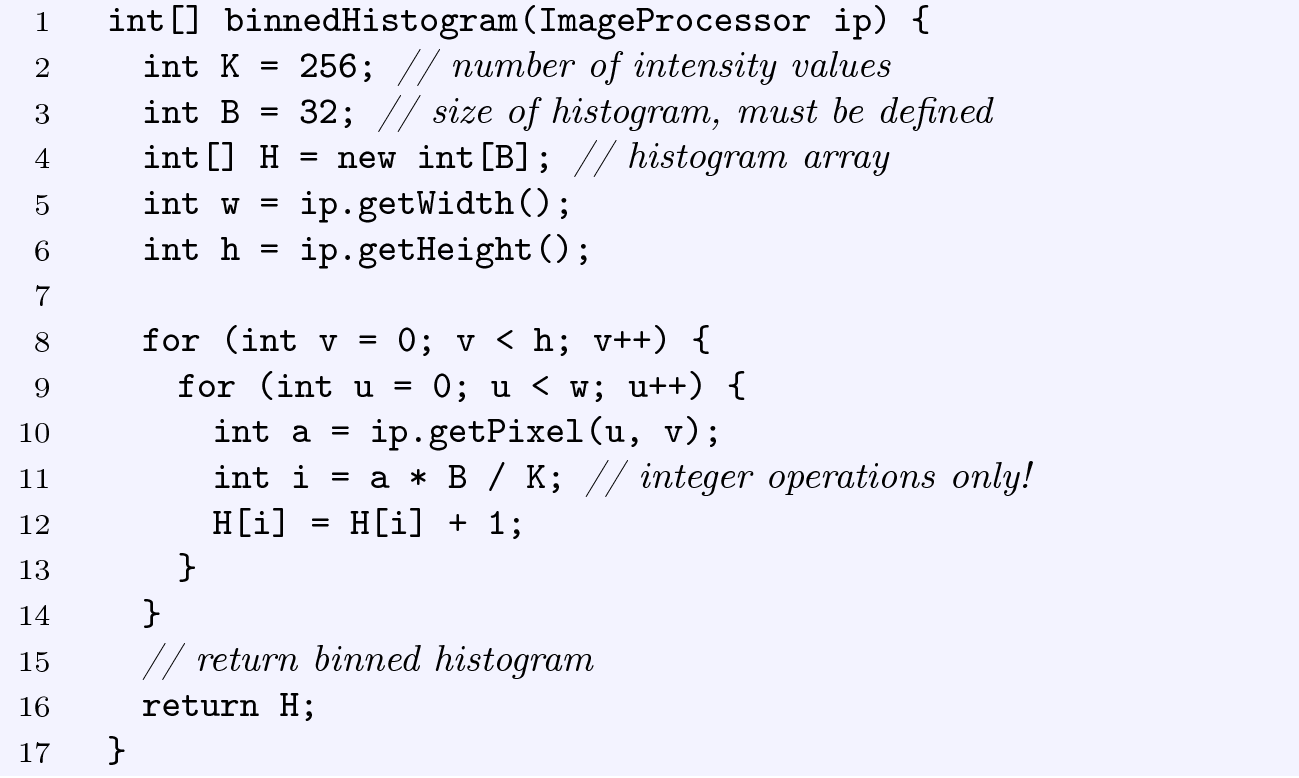 1 int[] binnedHistogram(ImageProcessor ip) {
2 int K = 256; // number of intensity values
3 int B = 32; // size of histogram, must be defined
4 int[] H = new int[B]; // histogram array
5 int w = ip.getWidth();
6 int h = ip.getHeight();
7
8 for (int v = 0; v < h; v++) {
9 for (int u = 0; u < w; u++) {
10 int a = ip.getPixel(u, v);
11 int i = a * B / K; // integer operations only!
12 H[i] = H[i] + 1;
13 }
14 }
15 // return binned histogram
16 return H;
17 }